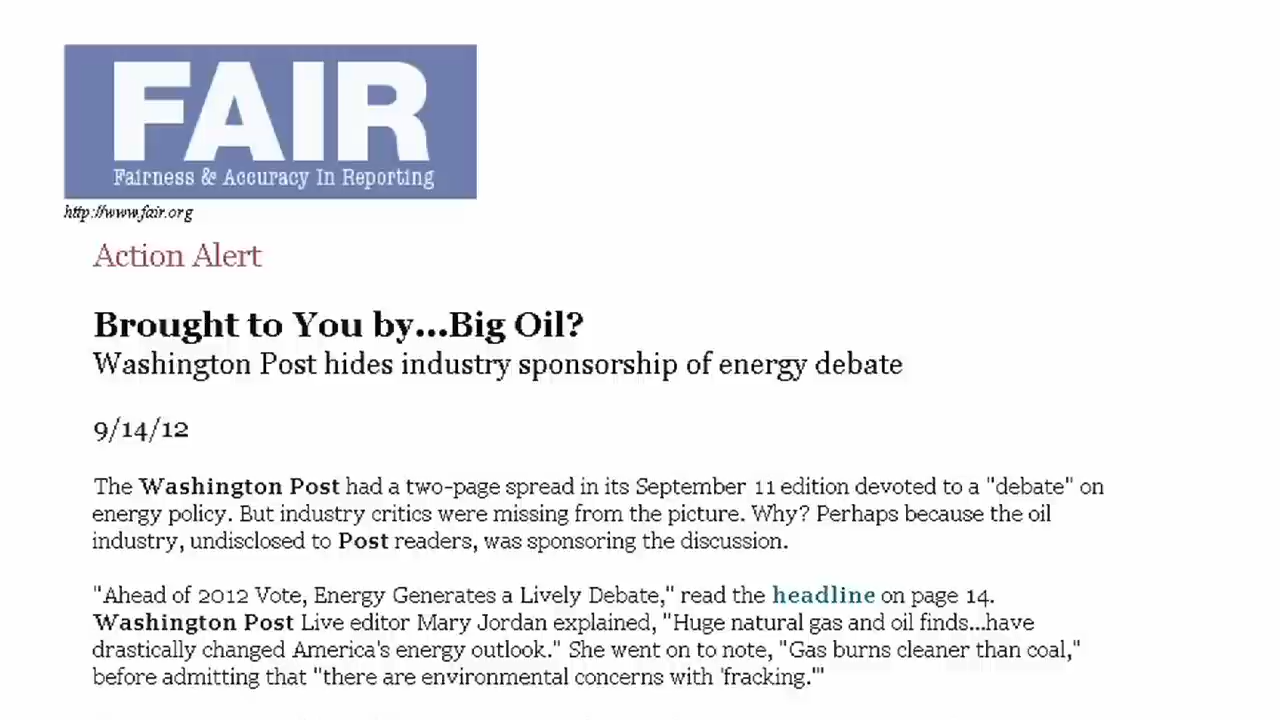 FAIR
Fairness & Accuracy In Reporting
http://www.fair.org
Action Alert
Brought to You by...Big Oil?
Washington Post hides industry sponsorship of energy debate
9/14/12
The Washington Post had a two-page spread in its September 11 edition devoted to a "debate" on
energy policy. But industry critics were missing from the picture. Why? Perhaps because the oil
industry, undisclosed to Post readers, was sponsoring the discussion.
"Ahead of 2012 Vote, Energy Generates a Lively Debate," read the headline on page 14.
Washington Post Live editor Mary Jordan explained, "Huge natural gas and oil finds...have
drastically changed America's energy outlook." She went on to note, "Gas burns cleaner than coal,"
before admitting that "there are environmental concerns with 'fracking.'"